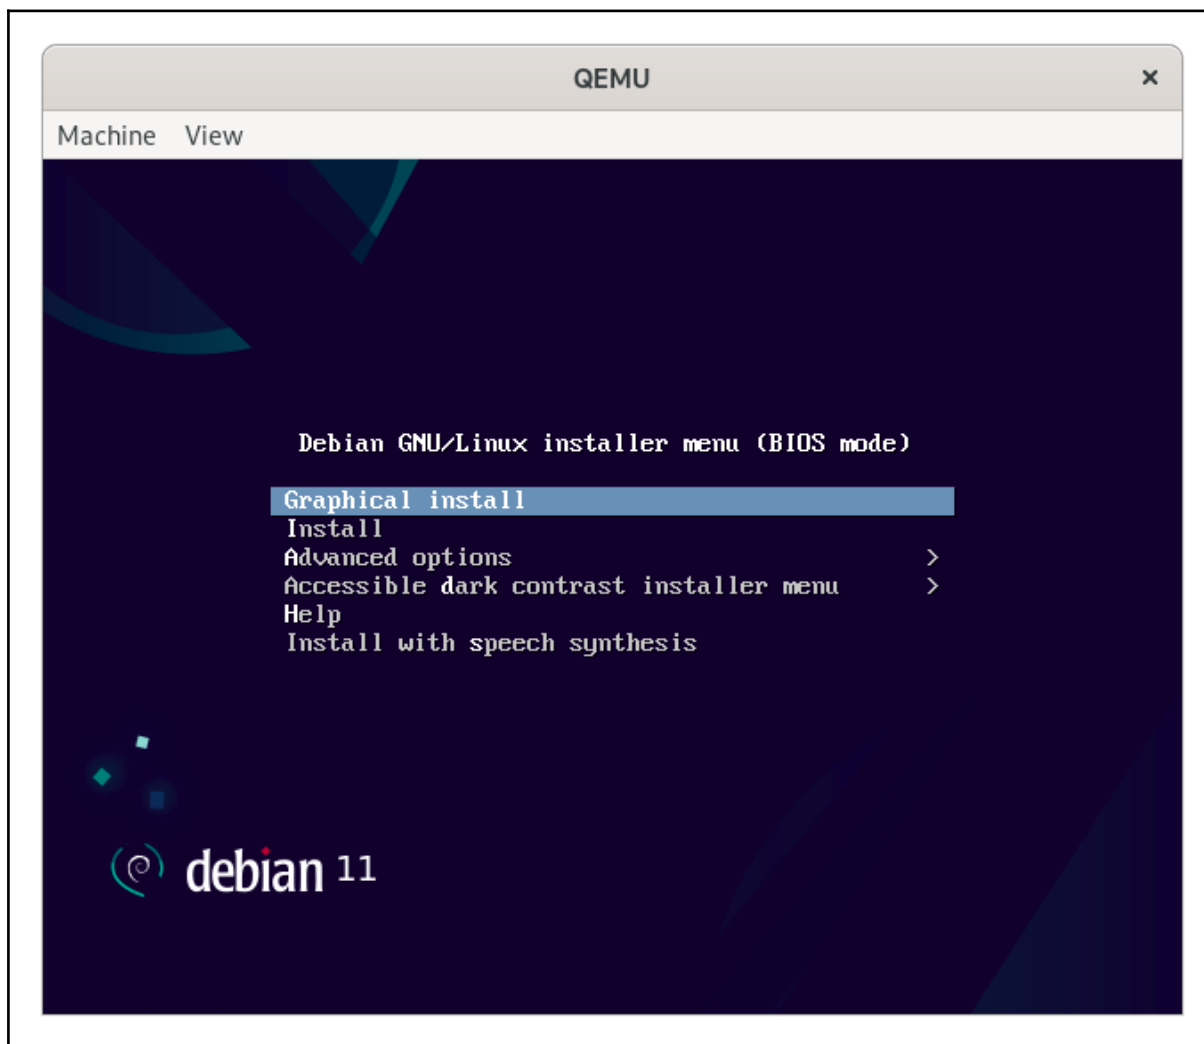 QEMU ×
Machine View
Debian GNU/Linux installer menu (BIOS mode)
Graphical install
Install
Advanced options >
Accessible dark contrast installer menu >
Help
Install with speech synthesis
debian 11